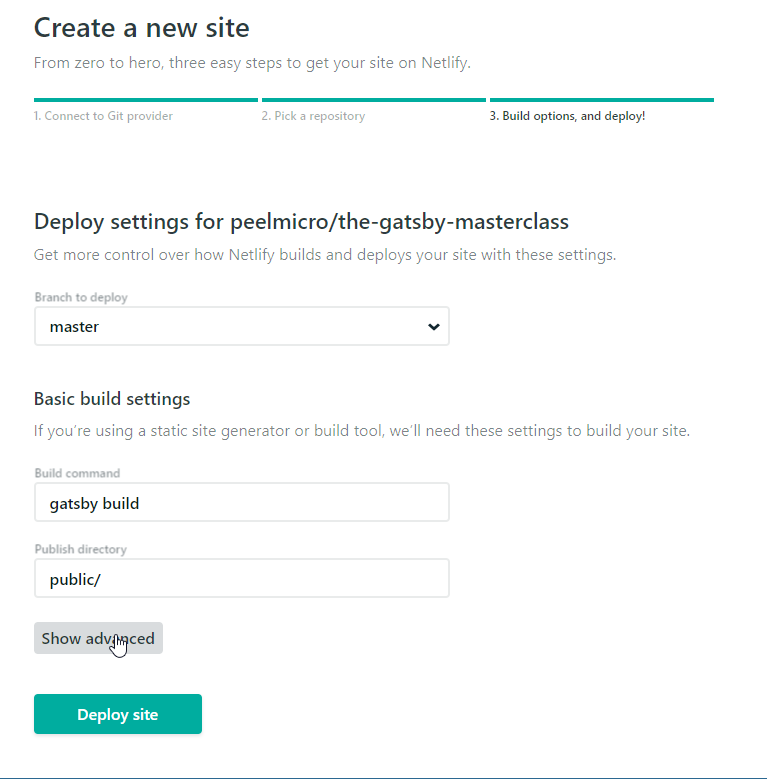 Create a new site
From zero to hero, three easy steps to get your site on Netlify.
1. Connect to Git provider
2. Pick a repository
3. Build options, and deploy!
Deploy settings for peelmicro/the-gatsby-masterclass
Get more control over how Netlify builds and deploys your site with these settings.
Branch to deploy
master
Basic build settings
If you’re using a static site generator or build tool, we’ll need these settings to build your site.
Build command
gatsby build
Publish directory
public/
Show advanced
Deploy site